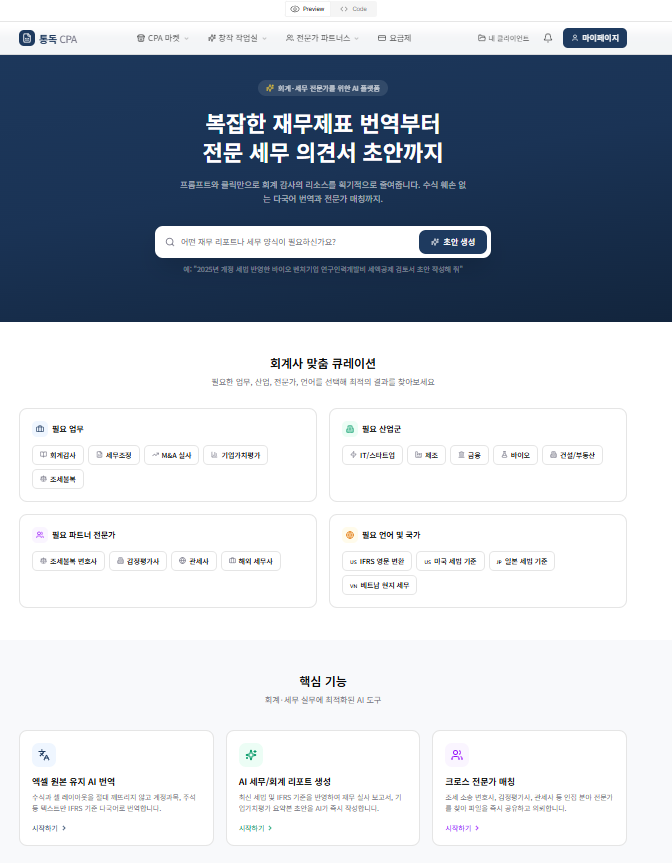 Preview
Code
통독 CPA
CPA 마켓
창작 작업실
전문가 파트너스
요금제
내 클라이언트
마이페이지
회계·세무 전문가를 위한 AI 플랫폼
복잡한 재무제표 번역부터
전문 세무 의견서 초안까지
프롬프트와 클릭만으로 회계 감사의 리소스를 획기적으로 줄여줍니다. 수식 훼손 없
는 다국어 번역과 전문가 매칭까지.
어떤 재무 리포트나 세무 양식이 필요하신가요?
초안 생성
예: "2025년 개정 세법 반영한 바이오 벤처기업 연구인력개발비 세액공제 검토서 초안 작성해 줘"
회계사 맞춤 큐레이션
필요한 업무, 산업, 전문가, 언어를 선택해 최적의 결과를 찾아보세요
필요 업무
회계감사
세무조정
M&A 실사
기업가치평가
조세불복
필요 산업군
IT/스타트업
제조
금융
바이오
건설/부동산
필요 파트너 전문가
조세불복 변호사
감정평가사
관세사
해외 세무사
필요 언어 및 국가
US IFRS 영문 변환
US 미국 세법 기준
JP 일본 세법 기준
VN 베트남 현지 세무
핵심 기능
회계·세무 실무에 최적화된 AI 도구
엑셀 원본 유지 AI 번역
수식과 셀 레이아웃을 절대 깨뜨리지 않고 계정과목, 주석
등 텍스트만 IFRS 기준 다국어로 번역합니다.
시작하기
AI 세무/회계 리포트 생성
최신 세법 및 IFRS 기준을 반영하여 재무 실사 보고서, 기
업가치평가 요약본 초안을 AI가 즉시 작성합니다.
시작하기
크로스 전문가 매칭
조세 소송 변호사, 감정평가사, 관세사 등 인접 분야 전문가
를 찾아 파일을 즉시 공유하고 의뢰합니다.
시작하기